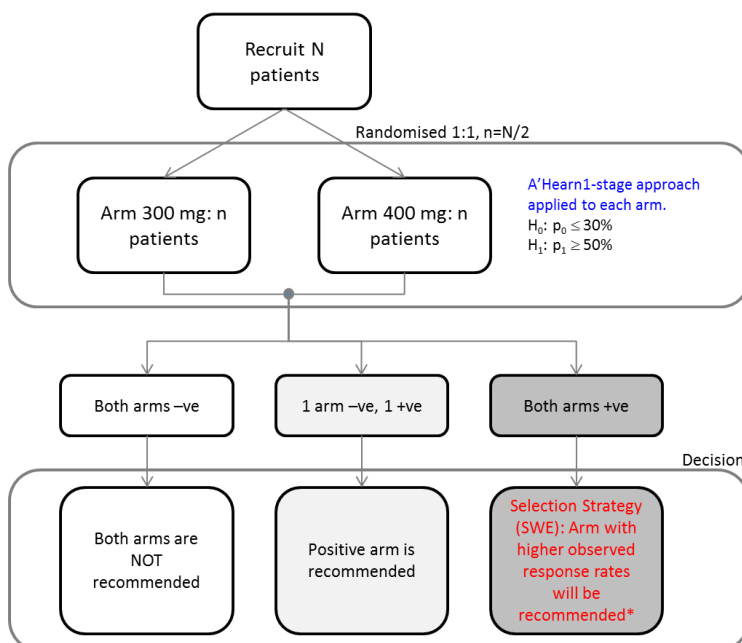 Recruit N
patients
Randomised 1:1, n=N/2
Arm 300 mg: n
patients
Arm 400 mg: n
patients
A’Hearn1-stage approach
applied to each arm.
H₀: p₀ ≤ 30%
H₁: p₁ ≥ 50%
Both arms –ve
1 arm –ve, 1 +ve
Both arms +ve
Decision
Both arms are
NOT
recommended
Positive arm is
recommended
Selection Strategy
(SWE): Arm with
higher observed
response rates
will be
recommended*